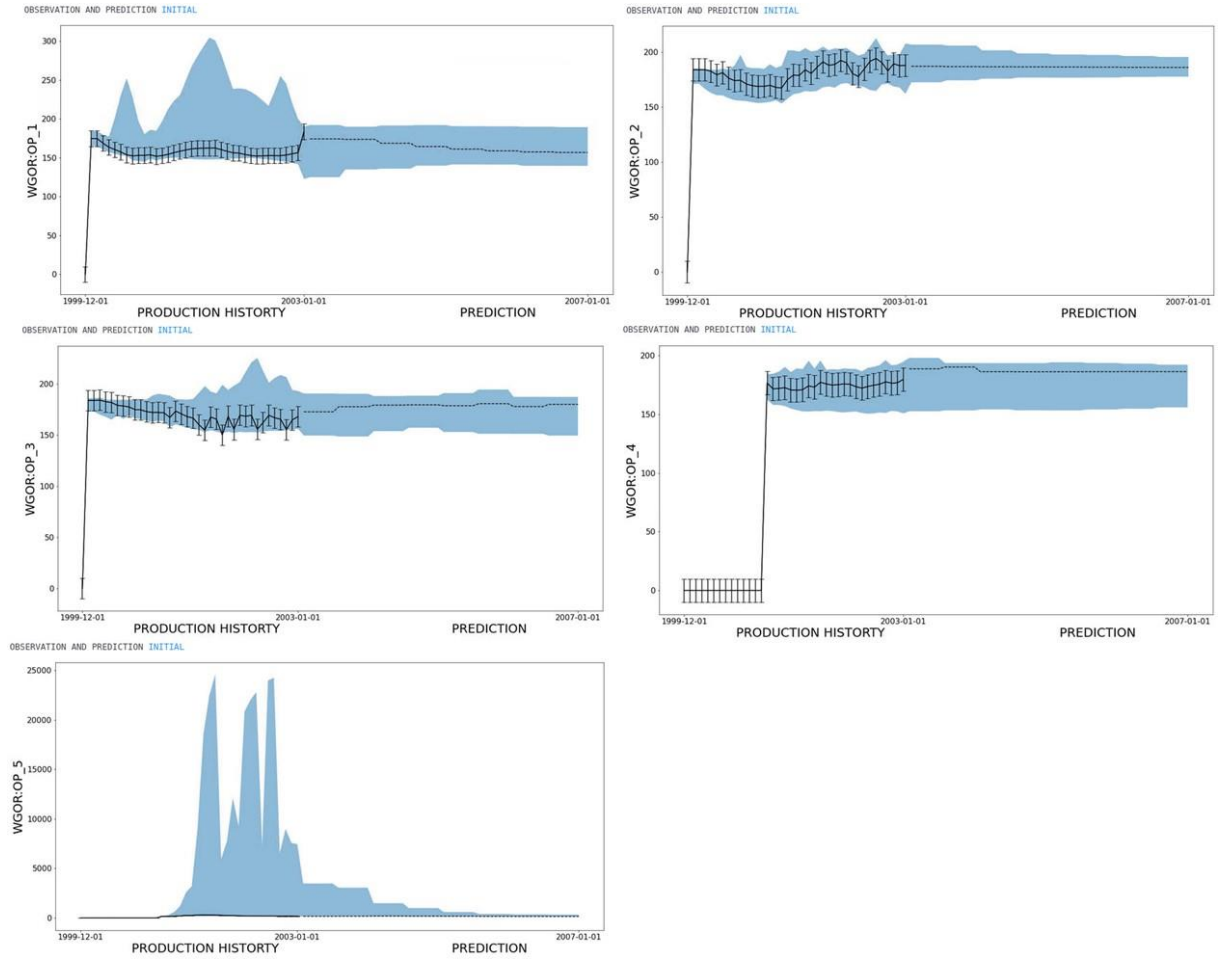 OBSERVATION AND PREDICTION INITIAL
WGOR:OP_1
300
250
200
150
100
50
0
1999-12-01 2003-01-01 2007-01-01
PRODUCTION HISTORTY PREDICTION
OBSERVATION AND PREDICTION INITIAL
WGOR:OP_2
200
150
100
50
0
1999-12-01 2003-01-01 2007-01-01
PRODUCTION HISTORTY PREDICTION
OBSERVATION AND PREDICTION INITIAL
WGOR:OP_3
200
150
100
50
0
1999-12-01 2003-01-01 2007-01-01
PRODUCTION HISTORTY PREDICTION
OBSERVATION AND PREDICTION INITIAL
WGOR:OP_4
200
150
100
50
0
1999-12-01 2003-01-01 2007-01-01
PRODUCTION HISTORTY PREDICTION
OBSERVATION AND PREDICTION INITIAL
WGOR:OP_5
25000
20000
15000
10000
5000
0
1999-12-01 2003-01-01 2007-01-01
PRODUCTION HISTORTY PREDICTION